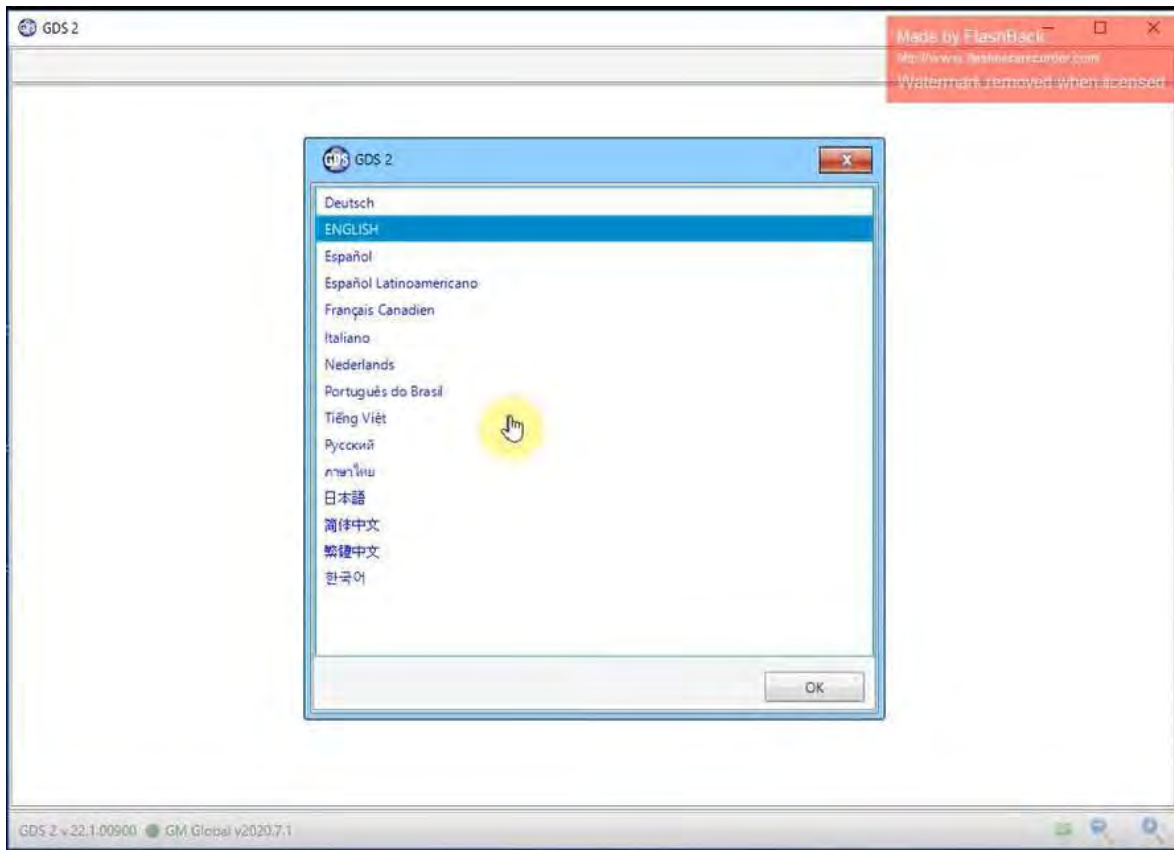 GDS 2
Made by FlashBack
Watermark removed when licensed
GDS 2
Deutsch
ENGLISH
Español
Español Latinoamericano
Français Canadien
Italiano
Nederlands
Português do Brasil
Tiếng Việt
Русский
ภาษาไทย
日本語
简体中文
繁體中文
한국어
OK
GDS 2 v 22.1.00900 GM Global v2020.7.1